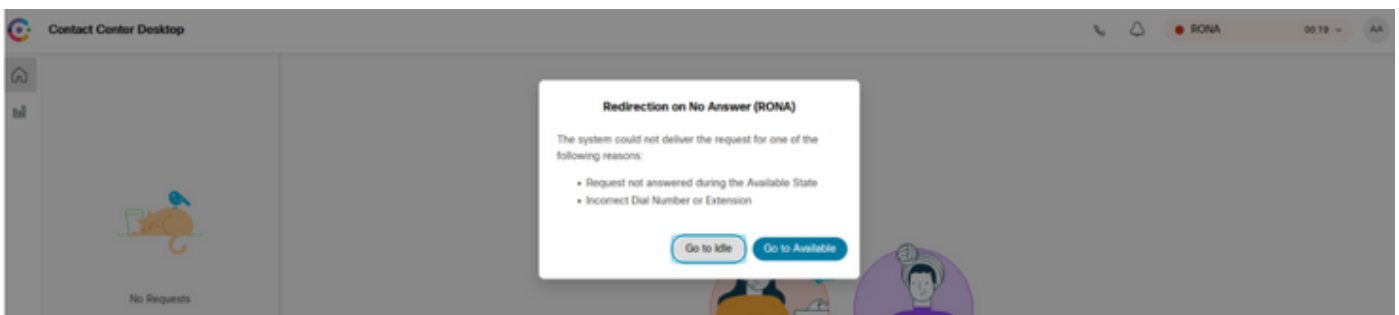 Contact Center Desktop
RONA 00:19 AA
Redirection on No Answer (RONA)
The system could not deliver the request for one of the
following reasons:
• Request not answered during the Available State
• Incorrect Dial Number or Extension
Go to Idle Go to Available
No Requests